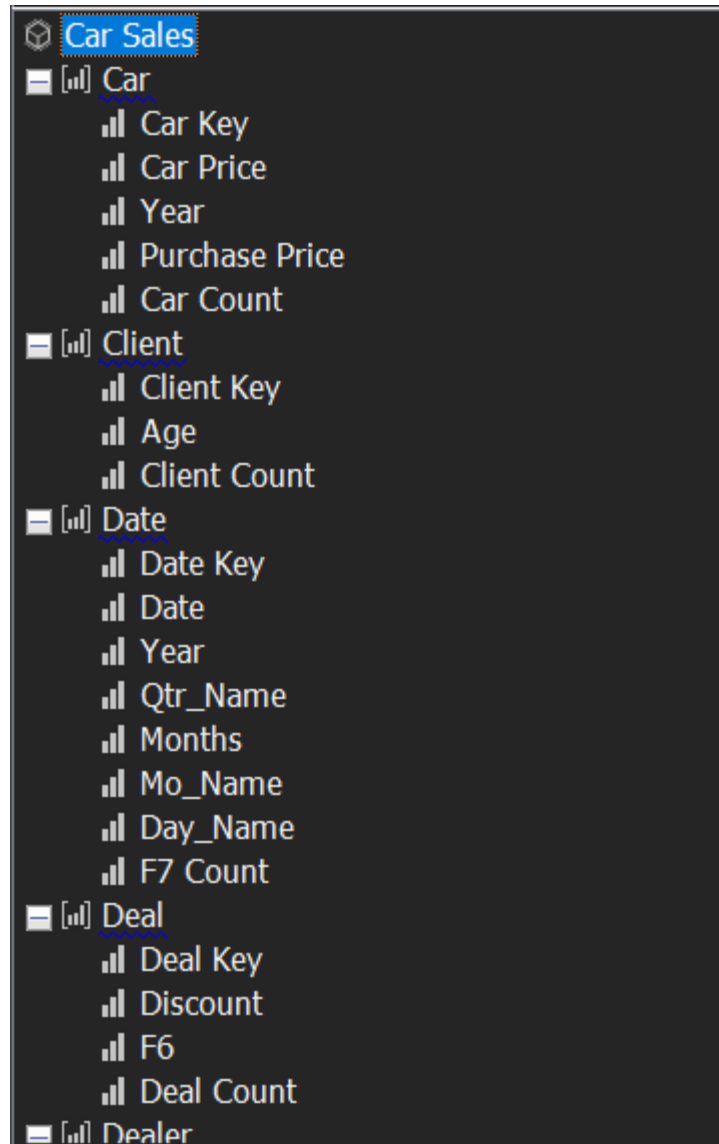 Car Sales
Car
Car Key
Car Price
Year
Purchase Price
Car Count
Client
Client Key
Age
Client Count
Date
Date Key
Date
Year
Qtr_Name
Months
Mo_Name
Day_Name
F7 Count
Deal
Deal Key
Discount
F6
Deal Count
Dealer